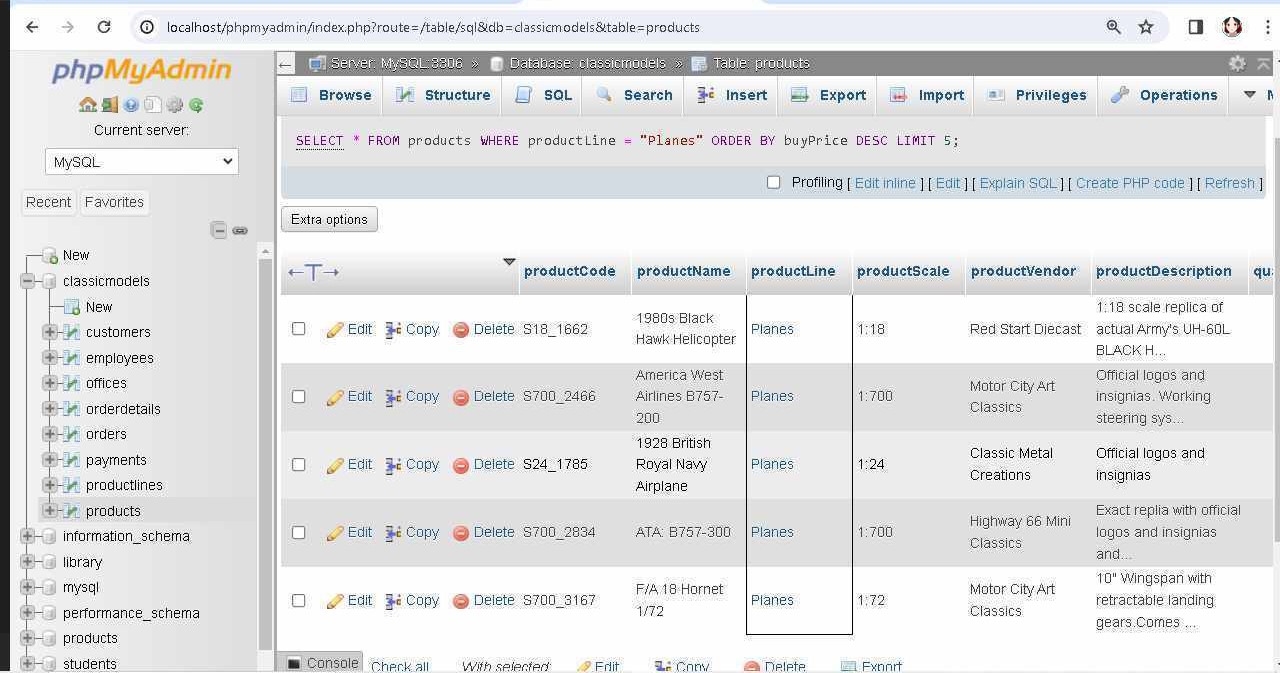 localhost/phpmyadmin/index.php?route=/table/sql&db=classicmodels&table=products
phpMyAdmin
Current server:
MySQL
Recent Favorites
New
classicmodels
New
customers
employees
offices
orderdetails
orders
payments
productlines
products
information_schema
library
mysql
performance_schema
products
students
Server: MySQL:3306 » Database: classicmodels » Table: products
Browse Structure SQL Search Insert Export Import Privileges Operations
SELECT * FROM products WHERE productLine = "Planes" ORDER BY buyPrice DESC LIMIT 5;
Profiling [ Edit inline ] [ Edit ] [ Explain SQL ] [ Create PHP code ] [ Refresh ]
Extra options
←T→ productCode productName productLine productScale productVendor productDescription qu
Edit Copy Delete S18_1662 1980s Black Hawk Helicopter Planes 1:18 Red Start Diecast 1:18 scale replica of actual Army's UH-60L BLACK H...
Edit Copy Delete S700_2466 America West Airlines B757-200 Planes 1:700 Motor City Art Classics Official logos and insignias. Working steering sys...
Edit Copy Delete S24_1785 1928 British Royal Navy Airplane Planes 1:24 Classic Metal Creations Official logos and insignias
Edit Copy Delete S700_2834 ATA: B757-300 Planes 1:700 Highway 66 Mini Classics Exact replia with official logos and insignias and...
Edit Copy Delete S700_3167 F/A 18 Hornet 1/72 Planes 1:72 Motor City Art Classics 10" Wingspan with retractable landing gears.Comes ...
Console Check all With selected: Edit Copy Delete Export